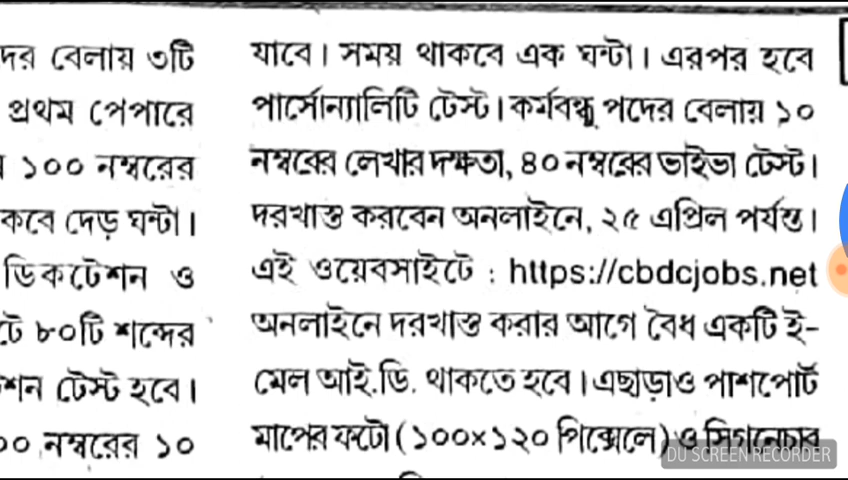 দের বেলায় ৩টি
প্রথম পেপারে
১০০ নম্বরের
কবে দেড় ঘন্টা।
ডিকটেশন ও
টে ৮০টি শব্দের
শন টেস্ট হবে।
০০ নম্বরের ১০
যাবে। সময় থাকবে এক ঘন্টা। এরপর হবে
পার্সোন্যালিটি টেস্ট। কর্মবন্ধু পদের বেলায় ১০
নম্বরের লেখার দক্ষতা, ৪০ নম্বরের ভাইভা টেস্ট।
দরখাস্ত করবেন অনলাইনে, ২৫ এপ্রিল পর্যন্ত।
এই ওয়েবসাইটে : https://cbdcjobs.net
অনলাইনে দরখাস্ত করার আগে বৈধ একটি ই-
মেল আই.ডি. থাকতে হবে। এছাড়াও পাশপোর্ট
মাপের ফটো (১০০×১২০ পিক্সেলে) ও সিগনেচার
DU SCREEN RECORDER